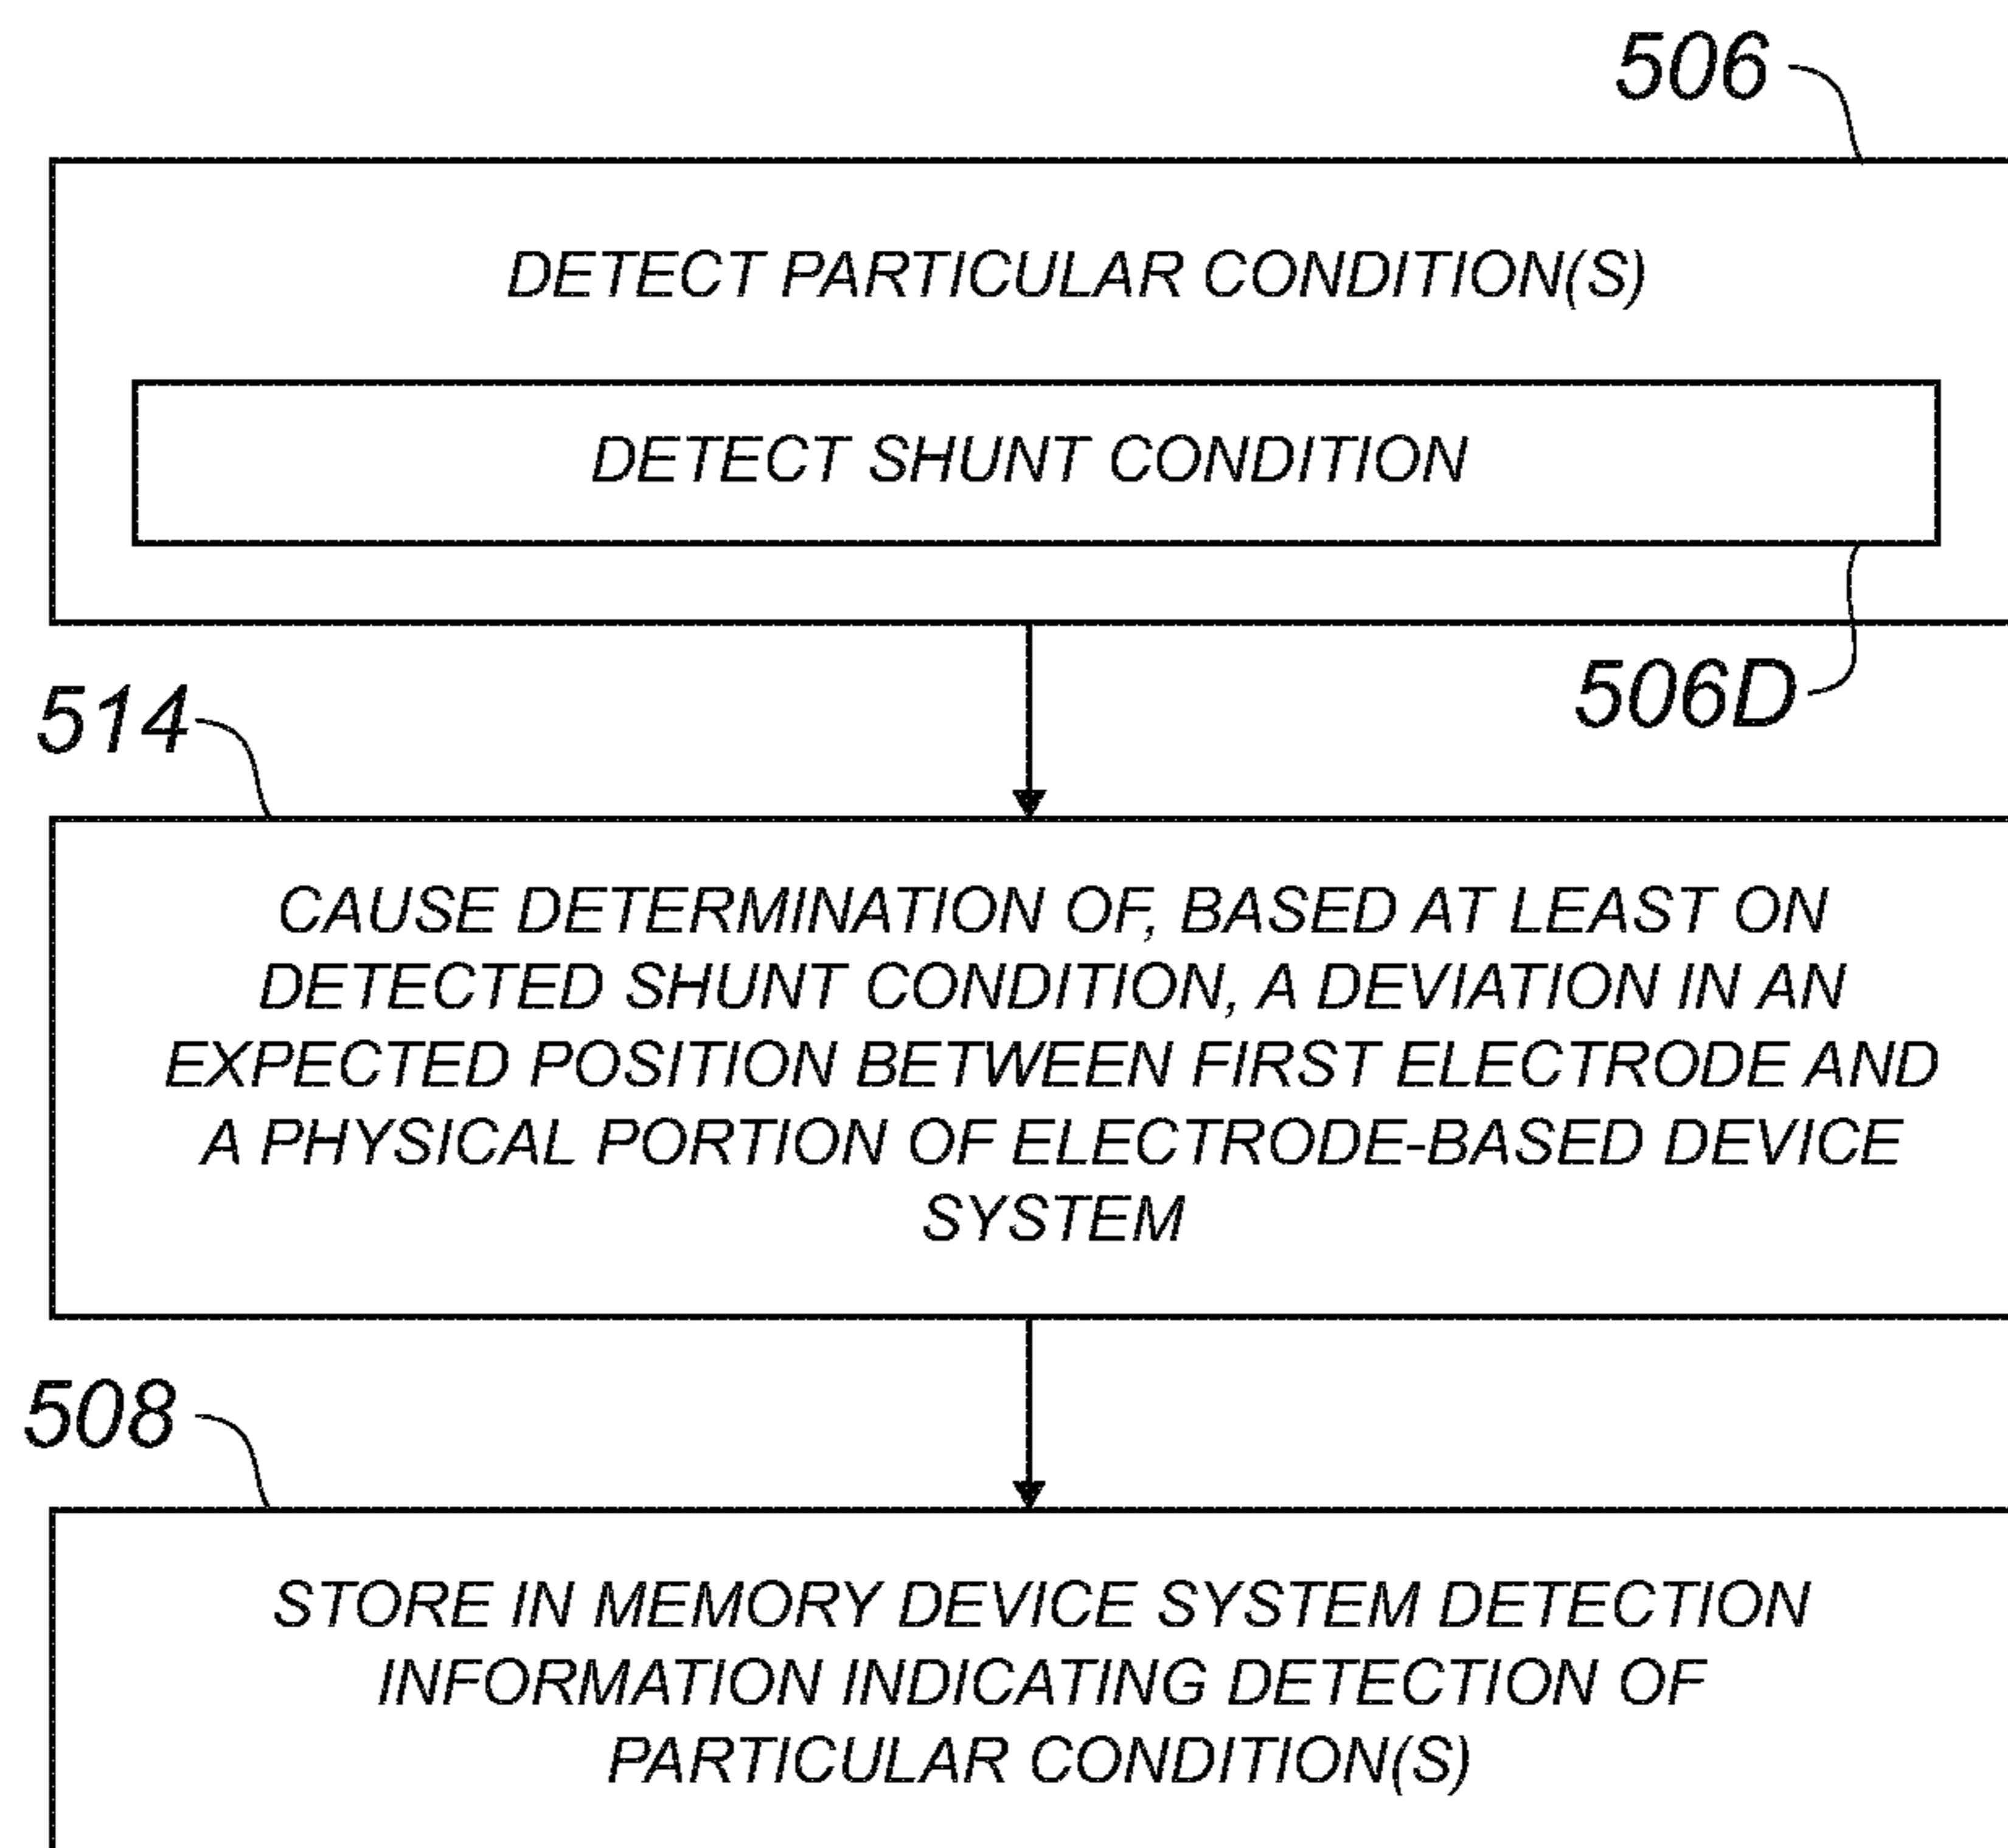 506
DETECT PARTICULAR CONDITION(S)
DETECT SHUNT CONDITION
506D
514
CAUSE DETERMINATION OF, BASED AT LEAST ON
DETECTED SHUNT CONDITION, A DEVIATION IN AN
EXPECTED POSITION BETWEEN FIRST ELECTRODE AND
A PHYSICAL PORTION OF ELECTRODE-BASED DEVICE
SYSTEM
508
STORE IN MEMORY DEVICE SYSTEM DETECTION
INFORMATION INDICATING DETECTION OF
PARTICULAR CONDITION(S)